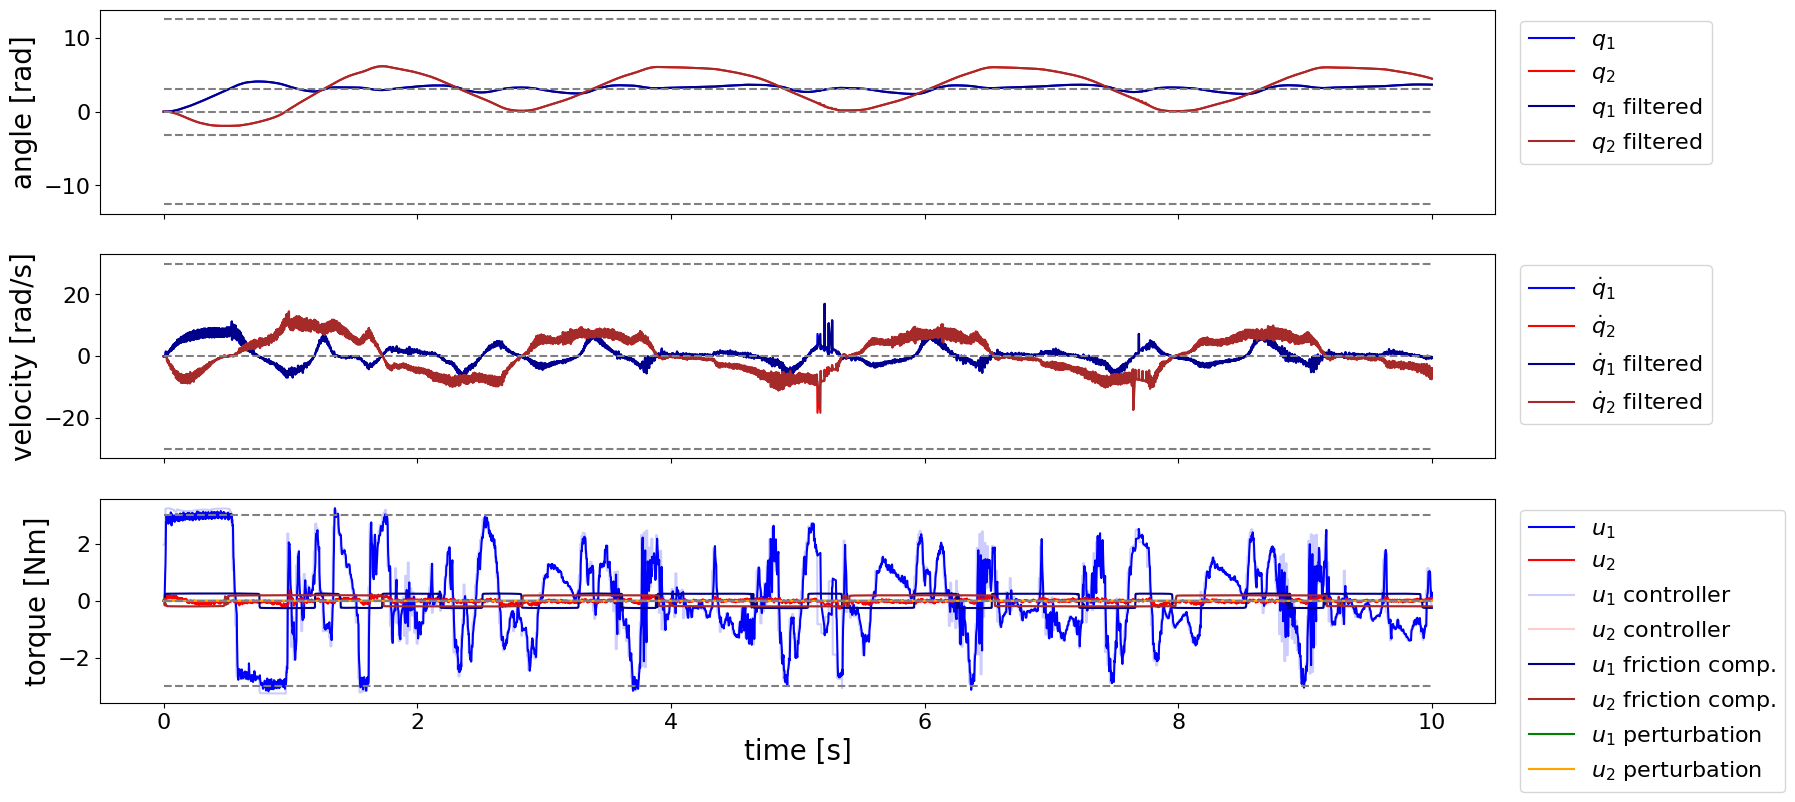 angle [rad]
10
0
−10
q₁
q₂
q₁ filtered
q₂ filtered
velocity [rad/s]
20
0
−20
q̇₁
q̇₂
q̇₁ filtered
q̇₂ filtered
torque [Nm]
2
0
−2
0
2
4
6
8
10
time [s]
u₁
u₂
u₁ controller
u₂ controller
u₁ friction comp.
u₂ friction comp.
u₁ perturbation
u₂ perturbation